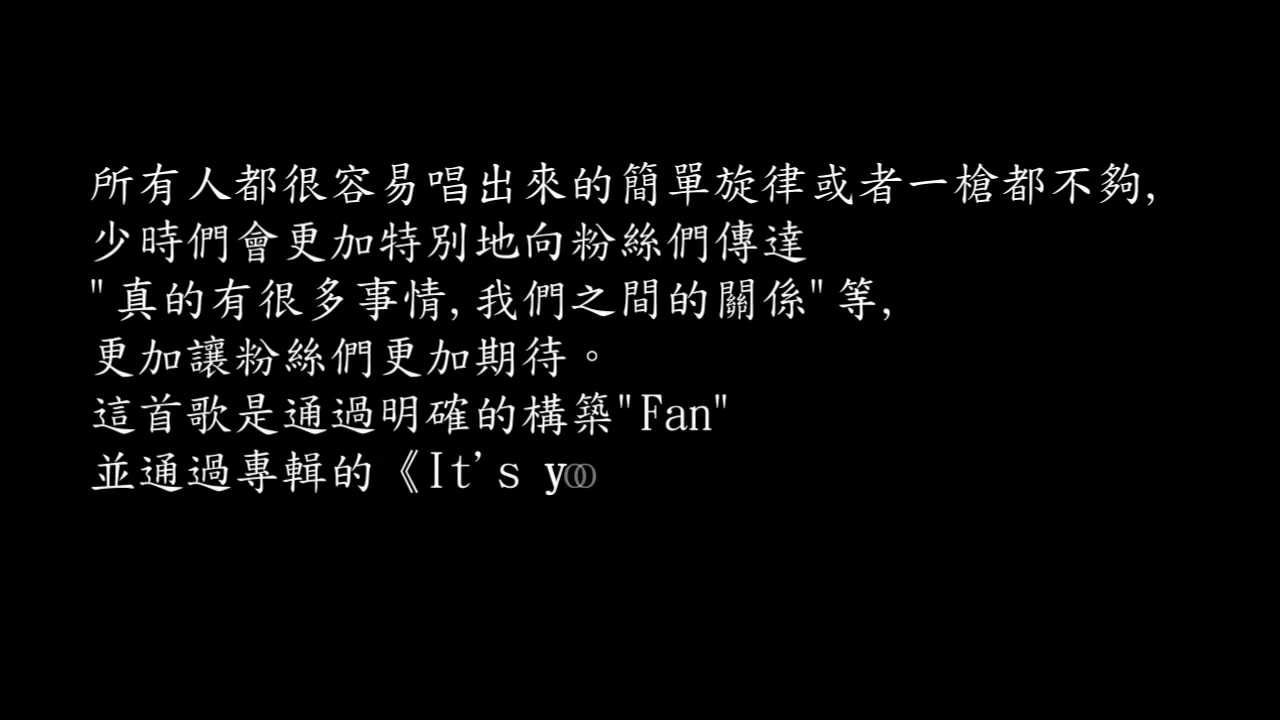 所有人都很容易唱出來的簡單旋律或者一槍都不夠,
少時們會更加特別地向粉絲們傳達
"真的有很多事情,我們之間的關係"等,
更加讓粉絲們更加期待。
這首歌是通過明確的構築"Fan"
並通過專輯的《It's yoo